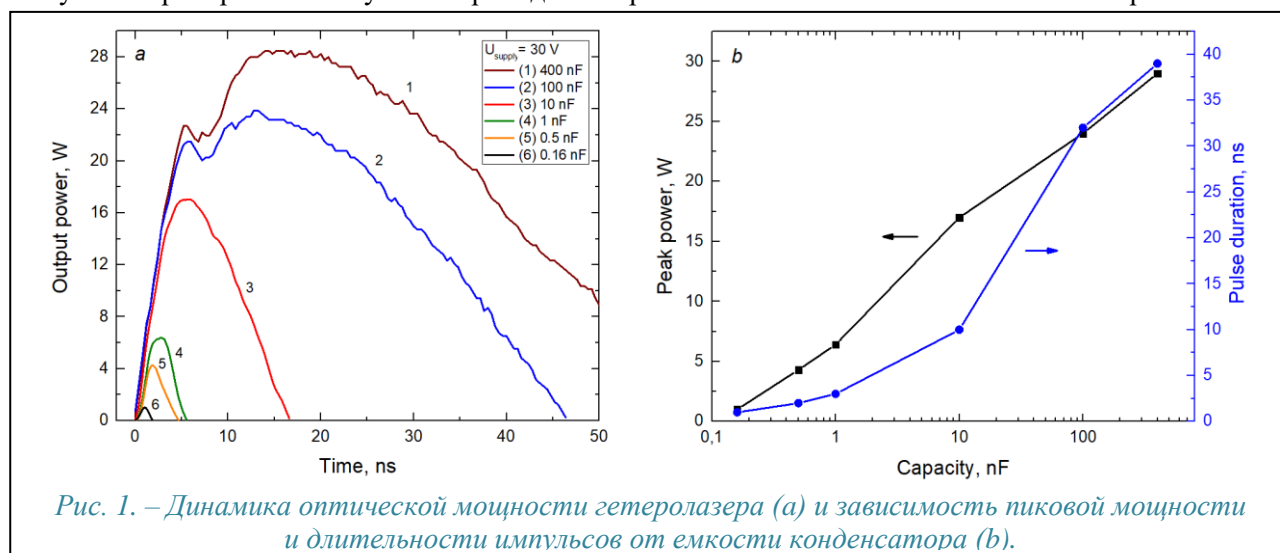 a
U supply = 30 V
(1) 400 nF
(2) 100 nF
(3) 10 nF
(4) 1 nF
(5) 0.5 nF
(6) 0.16 nF
1
2
3
4
5
6
28
24
20
16
12
8
4
0
Output power, W
0 10 20 30 40 50
Time, ns
b
30
25
20
15
10
5
0
Peak power, W
40
35
30
25
20
15
10
5
0
Pulse duration, ns
0,1 1 10 100
Capacity, nF
Рис. 1. – Динамика оптической мощности гетеролазера (a) и зависимость пиковой мощности
и длительности импульсов от емкости конденсатора (b).